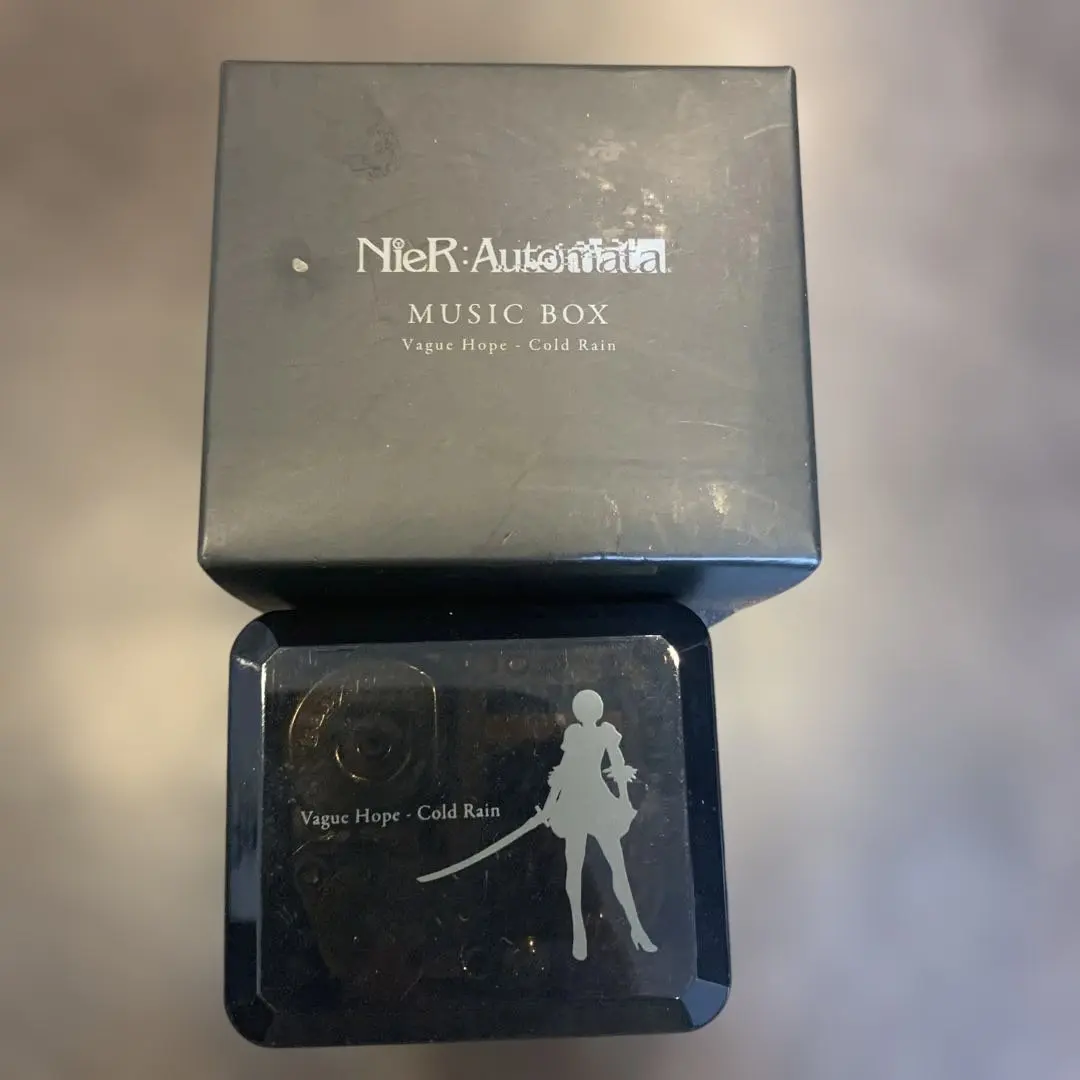 NieR:Automata
MUSIC BOX
Vague Hope - Cold Rain
Vague Hope - Cold Rain